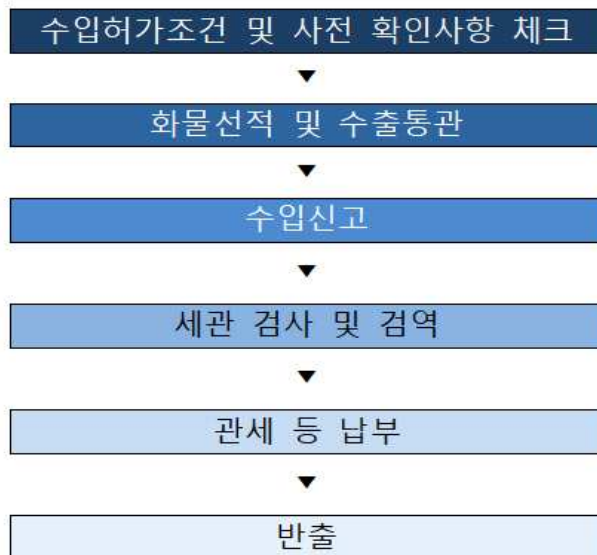 수입허가조건 및 사전 확인사항 체크
▼
화물선적 및 수출통관
▼
수입신고
▼
세관 검사 및 검역
▼
관세 등 납부
▼
반출